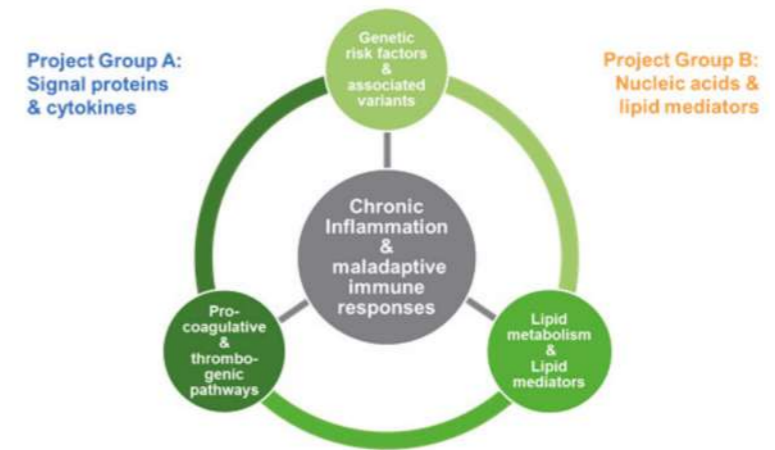 Project Group A:
Signal proteins
& cytokines
Genetic
risk factors
&
associated
variants
Project Group B:
Nucleic acids &
lipid mediators
Chronic
Inflammation
&
maladaptive
immune
responses
Pro-
coagulative
&
thrombo-
genic
pathways
Lipid
metabolism
&
Lipid
mediators